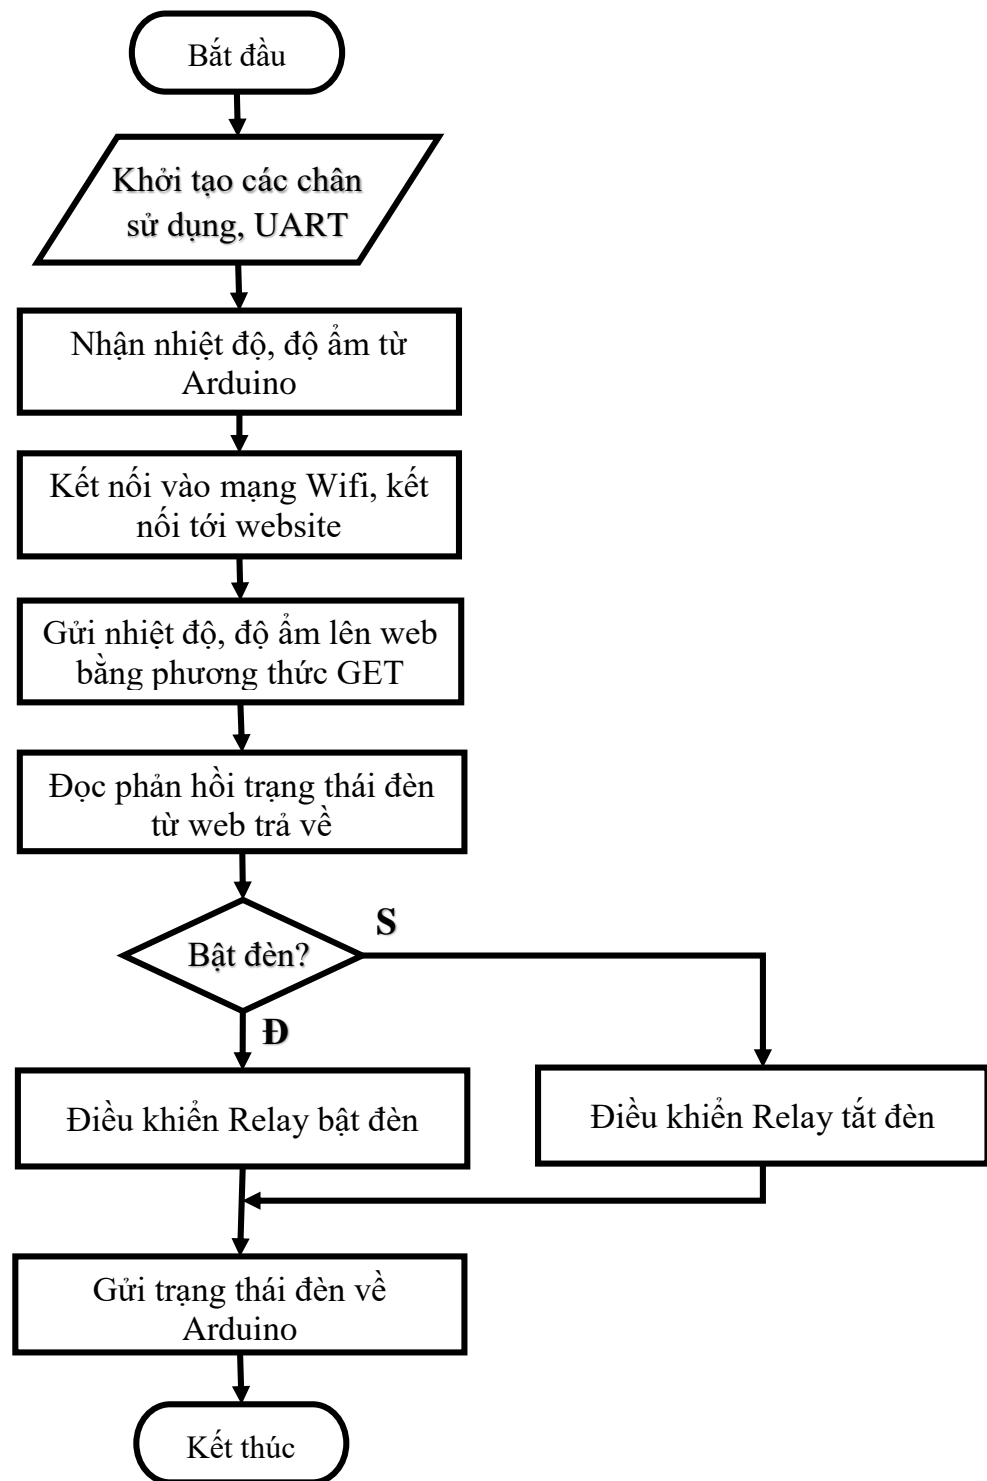 Bắt đầu
Khởi tạo các chân
sử dụng, UART
Nhận nhiệt độ, độ ẩm từ
Arduino
Kết nối vào mạng Wifi, kết
nối tới website
Gửi nhiệt độ, độ ẩm lên web
bằng phương thức GET
Đọc phản hồi trạng thái đèn
từ web trả về
S
Bật đèn?
Đ
Điều khiển Relay bật đèn
Điều khiển Relay tắt đèn
Gửi trạng thái đèn về
Arduino
Kết thúc